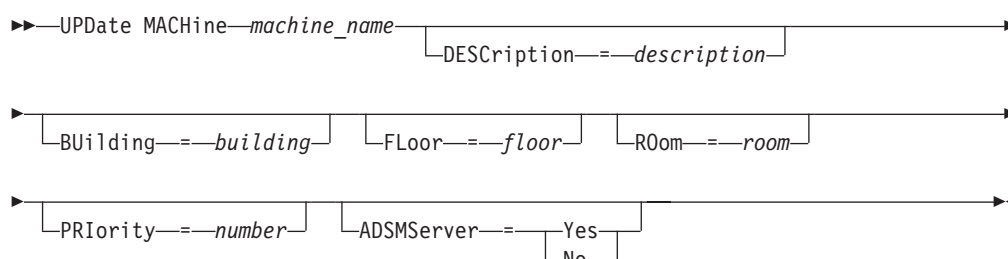 UPDate MACHine machine_name
DESCription = description
BUilding = building FLoor = floor ROom = room
PRIority = number ADSMServer = Yes
No